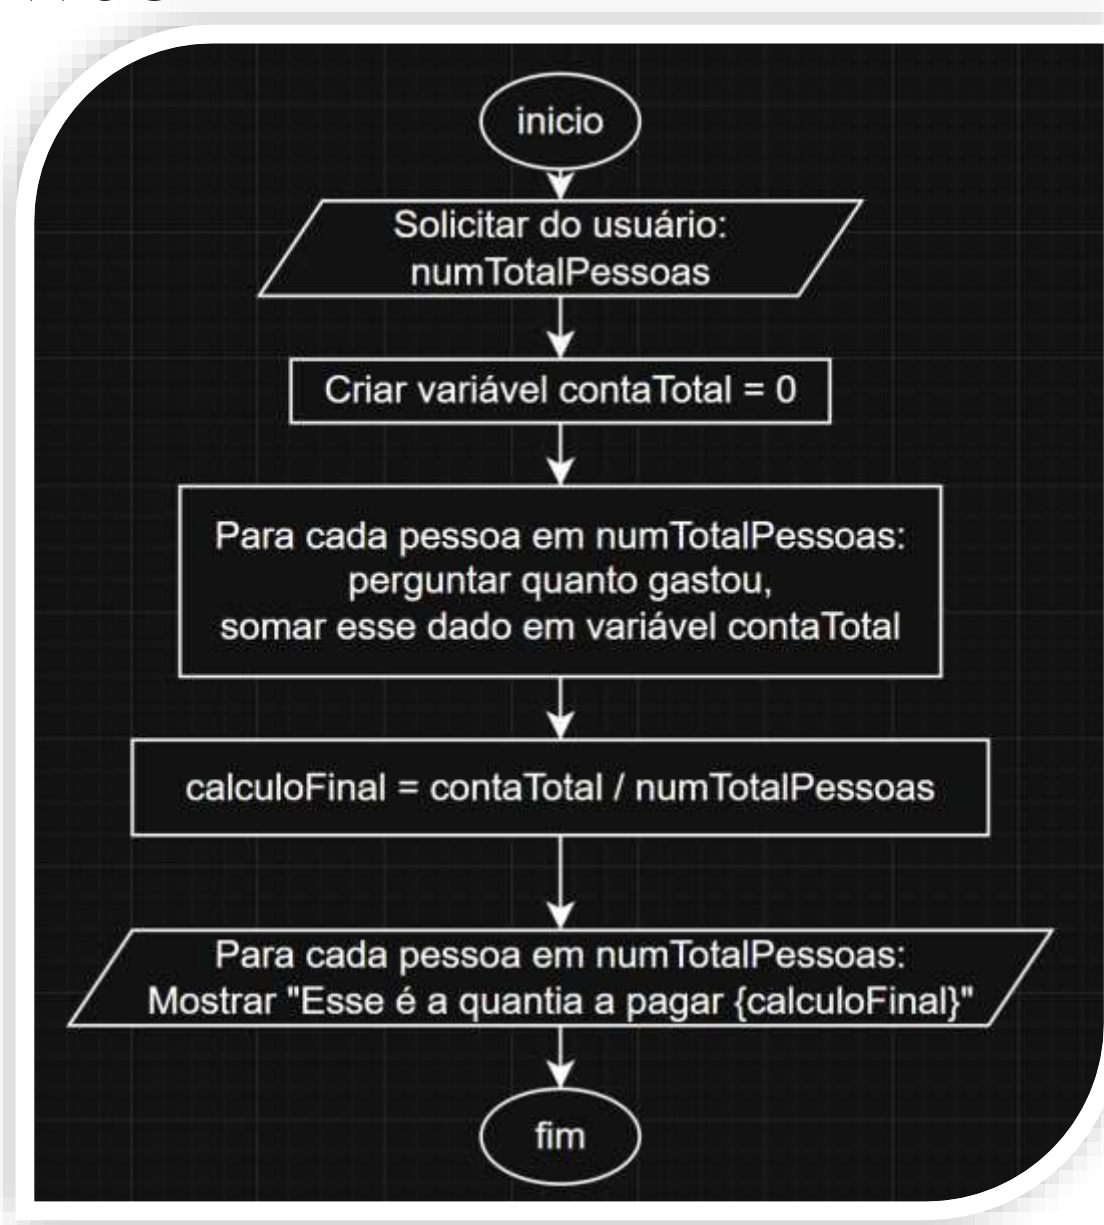 inicio
Solicitar do usuário:
numTotalPessoas
Criar variável contaTotal = 0
Para cada pessoa em numTotalPessoas:
perguntar quanto gastou,
somar esse dado em variável contaTotal
calculoFinal = contaTotal / numTotalPessoas
Para cada pessoa em numTotalPessoas:
Mostrar "Esse é a quantia a pagar {calculoFinal}"
fim